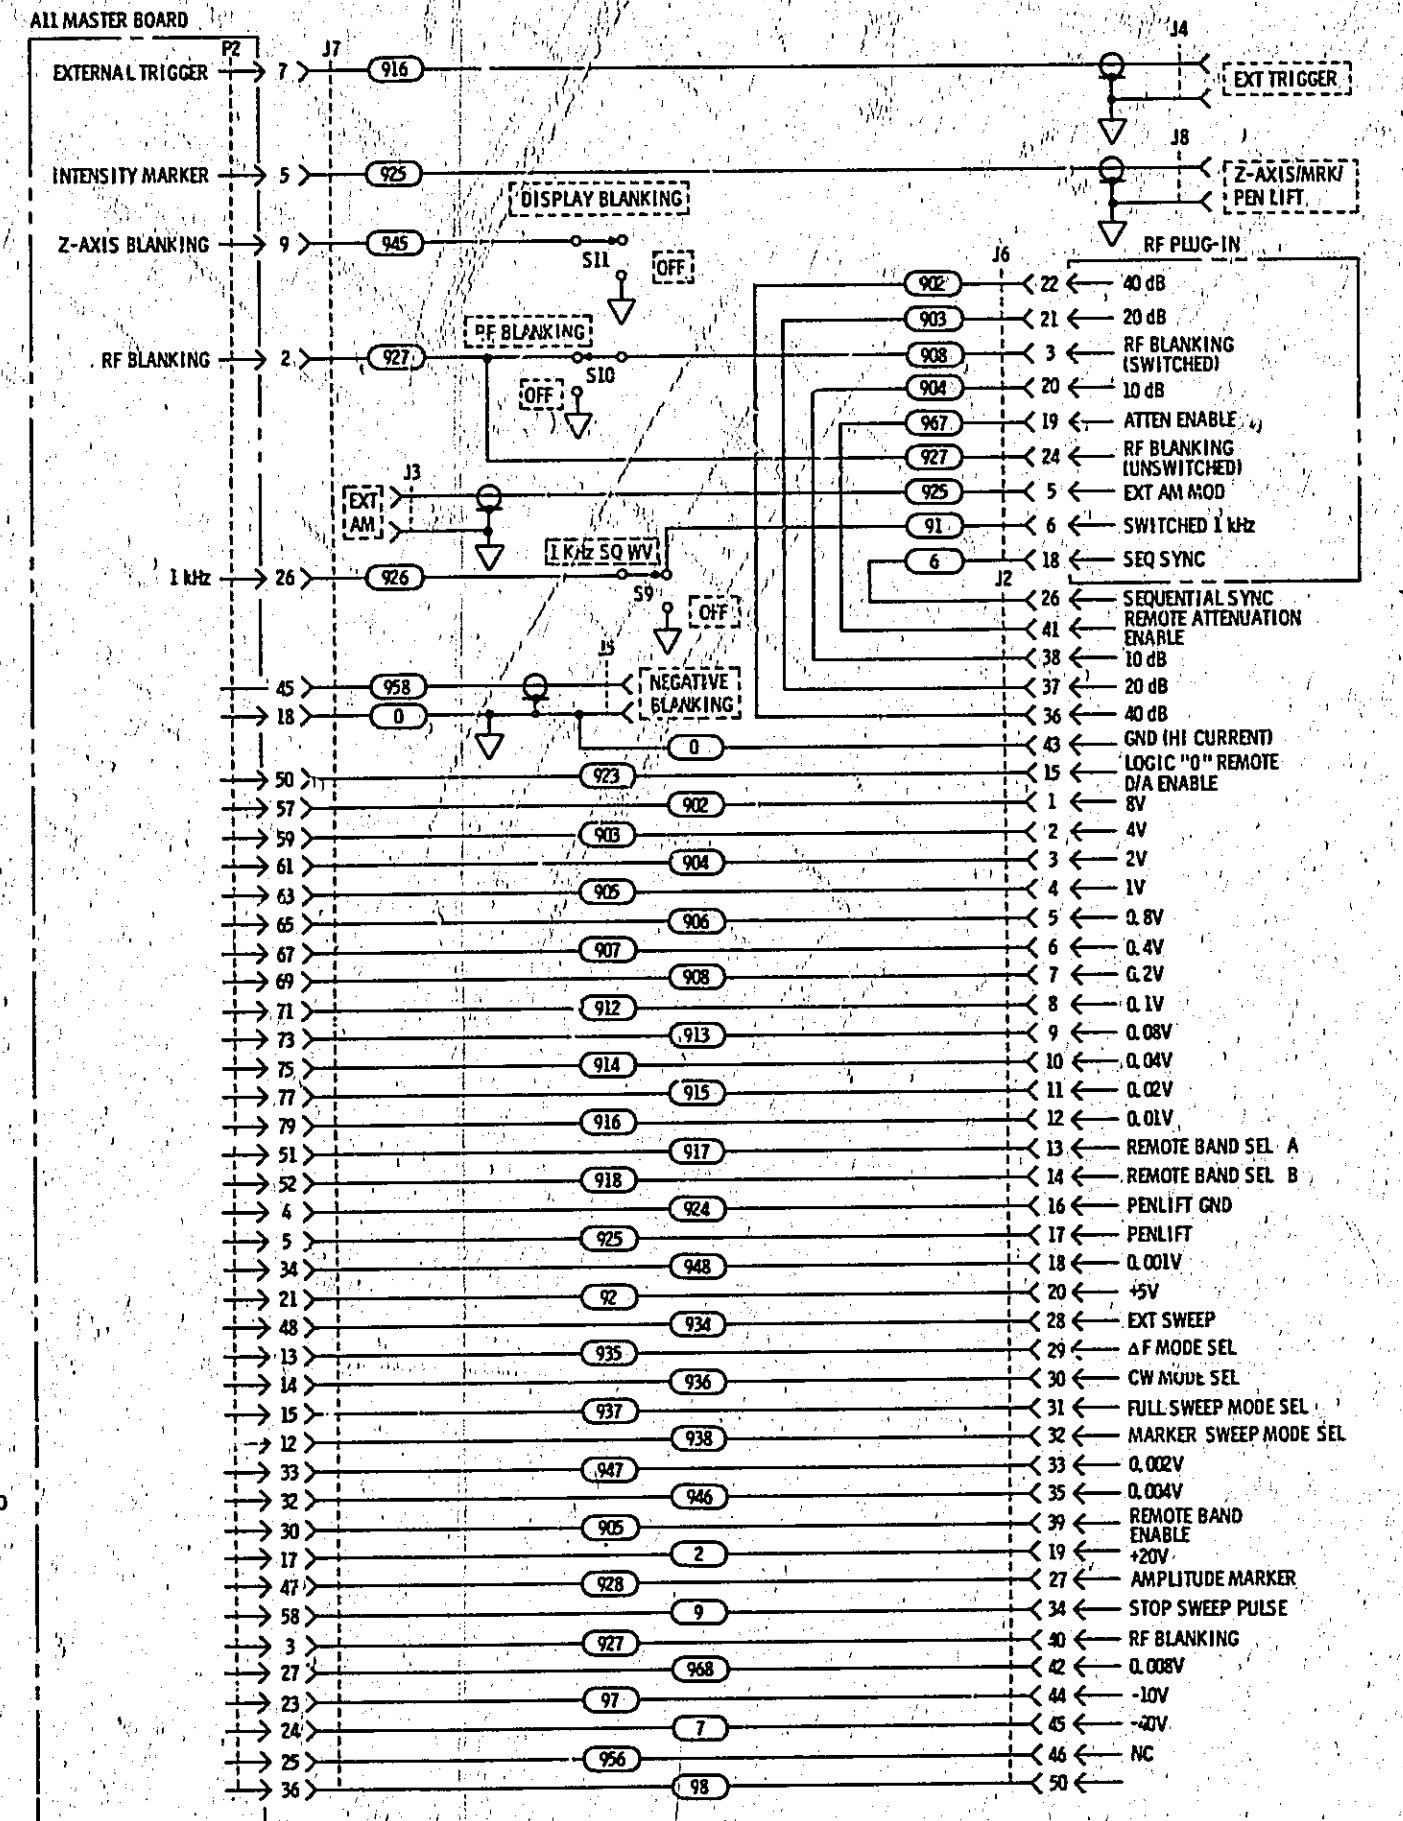 A11 MASTER BOARD
P2 J7 J4
EXTERNAL TRIGGER 7 916 EXT TRIGGER
J8
INTENSITY MARKER 5 925 Z-AXIS/MRK/
PEN LIFT
DISPLAY BLANKING
Z-AXIS BLANKING 9 945 S11 OFF
RF PLUG-IN
J6
902 22 40 dB
903 21 20 dB
RF BLANKING
RF BLANKING 2 927 S10 908 3 RF BLANKING
(SWITCHED)
OFF 904 20 10 dB
967 19 ATTEN ENABLE
927 24 RF BLANKING
(UNSWITCHED)
J3
EXT
AM
925 5 EXT AM MOD
91 6 SWITCHED 1 kHz
1 KHz SQ WV
1 kHz 26 926 S9 OFF
6 18 SEQ SYNC
J2
26 SEQUENTIAL SYNC
41 REMOTE ATTENUATION
ENABLE
38 10 dB
J5
45 958 NEGATIVE
BLANKING
37 20 dB
18 0 36 40 dB
0 43 GND (HI CURRENT)
50 923 15 LOGIC "0" REMOTE
D/A ENABLE
57 902 1 8V
59 903 2 4V
61 904 3 2V
63 905 4 1V
65 906 5 0.8V
67 907 6 0.4V
69 908 7 0.2V
71 912 8 0.1V
73 913 9 0.08V
75 914 10 0.04V
77 915 11 0.02V
79 916 12 0.01V
51 917 13 REMOTE BAND SEL A
52 918 14 REMOTE BAND SEL B
4 924 16 PENLIFT GND
5 925 17 PENLIFT
34 948 18 0.001V
21 92 20 +5V
48 934 28 EXT SWEEP
13 935 29 ΔF MODE SEL
14 936 30 CW MODE SEL
15 937 31 FULL SWEEP MODE SEL
12 938 32 MARKER SWEEP MODE SEL
33 947 33 0.002V
32 946 35 0.004V
30 905 39 REMOTE BAND
ENABLE
17 2 19 +20V
47 928 27 AMPLITUDE MARKER
58 9 34 STOP SWEEP PULSE
3 927 40 RF BLANKING
27 968 42 0.008V
23 97 44 -10V
24 7 45 -40V
25 956 46 NC
36 98 50